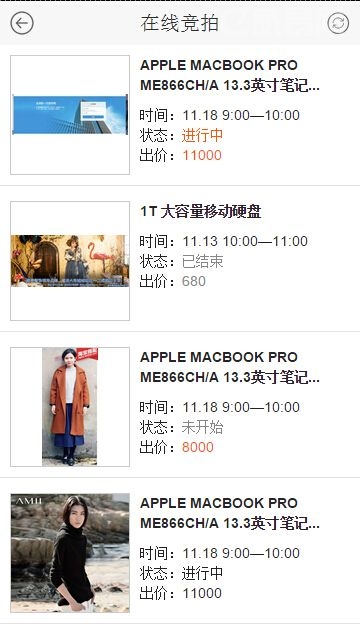 在线竞拍
APPLE MACBOOK PRO
ME866CH/A 13.3英寸笔记...
时间：11.18 9:00—10:00
状态：进行中
出价：11000
1T 大容量移动硬盘
时间：11.13 10:00—11:00
状态：已结束
出价：680
APPLE MACBOOK PRO
ME866CH/A 13.3英寸笔记...
时间：11.18 9:00—10:00
状态：未开始
出价：8000
AMII
APPLE MACBOOK PRO
ME866CH/A 13.3英寸笔记...
时间：11.18 9:00—10:00
状态：进行中
出价：11000